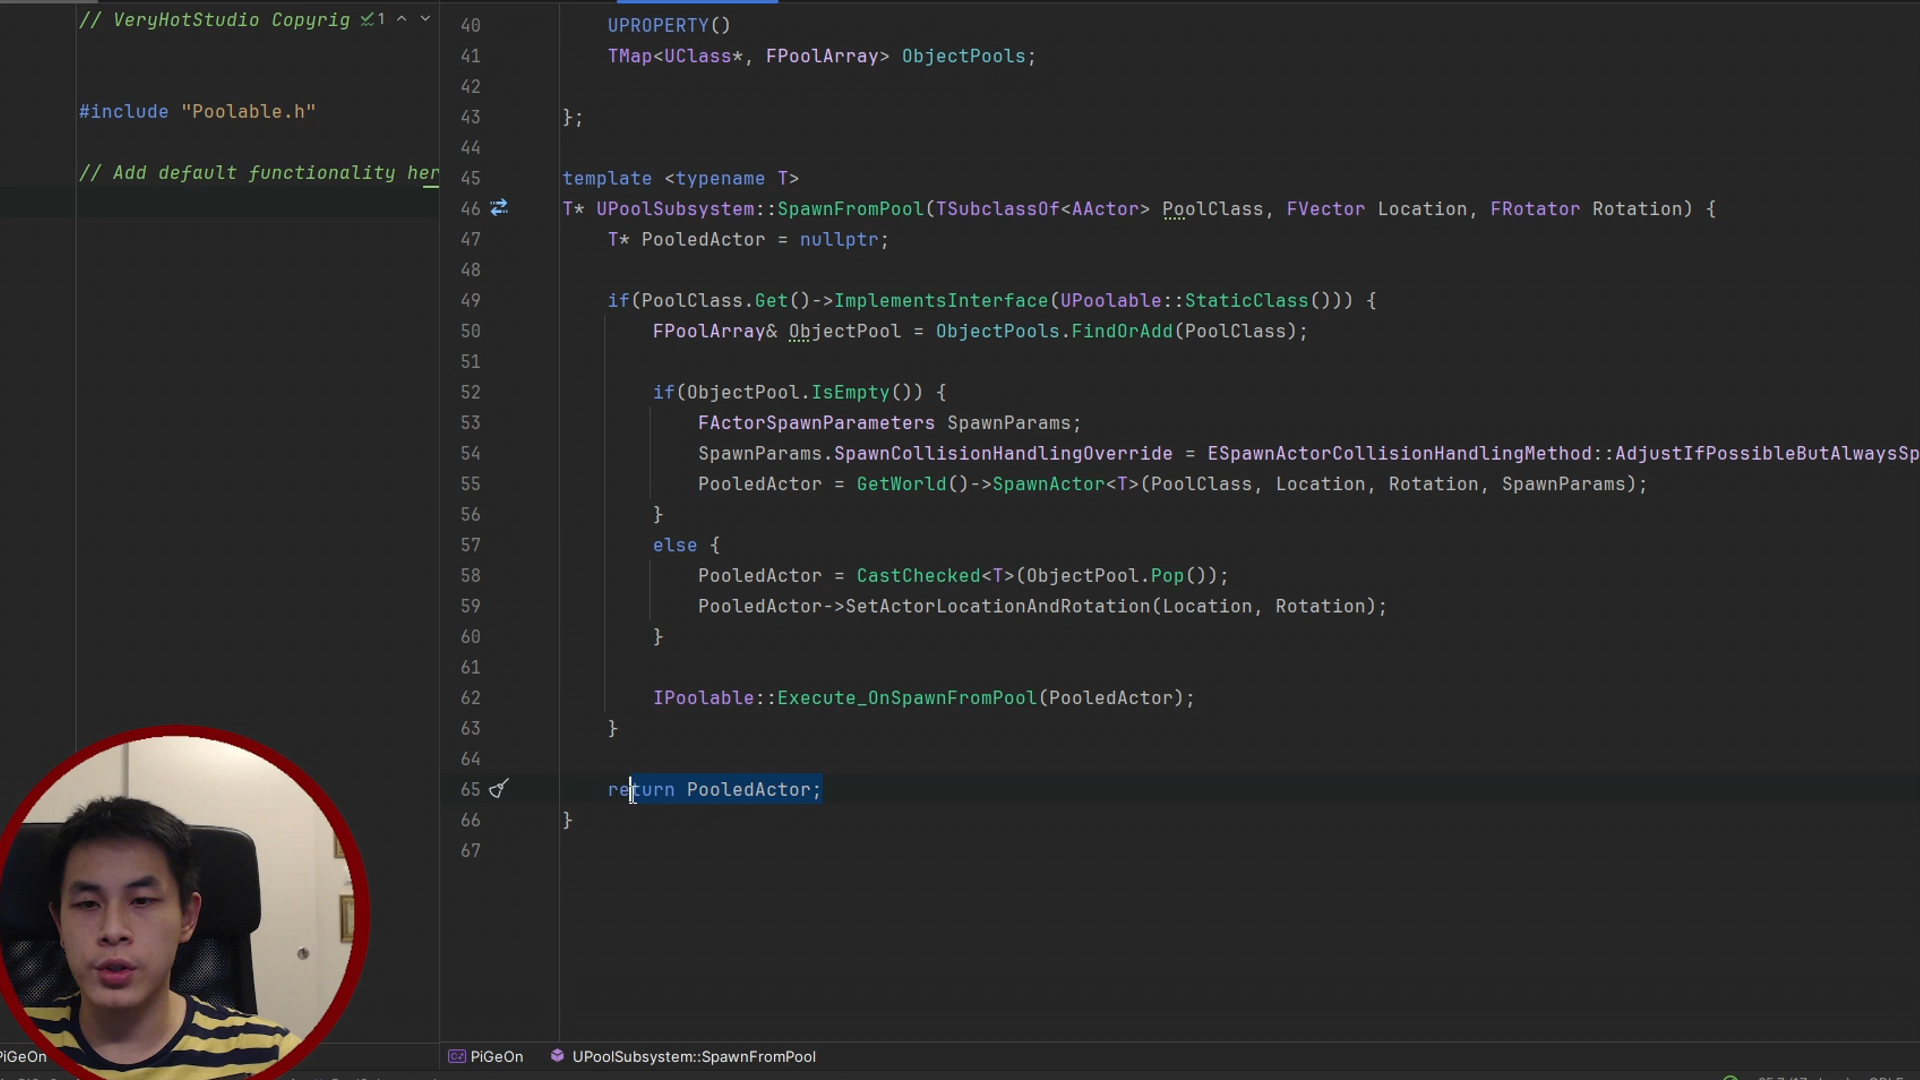 // VeryHotStudio Copyrig
1
#include "Poolable.h"
// Add default functionality her
40 UPROPERTY()
41 TMap<UClass*, FPoolArray> ObjectPools;
42
43 };
44
45 template <typename T>
46 T* UPoolSubsystem::SpawnFromPool(TSubclassOf<AActor> PoolClass, FVector Location, FRotator Rotation) {
47 T* PooledActor = nullptr;
48
49 if(PoolClass.Get()->ImplementsInterface(UPoolable::StaticClass())) {
50 FPoolArray& ObjectPool = ObjectPools.FindOrAdd(PoolClass);
51
52 if(ObjectPool.IsEmpty()) {
53 FActorSpawnParameters SpawnParams;
54 SpawnParams.SpawnCollisionHandlingOverride = ESpawnActorCollisionHandlingMethod::AdjustIfPossibleButAlwaysSp
55 PooledActor = GetWorld()->SpawnActor<T>(PoolClass, Location, Rotation, SpawnParams);
56 }
57 else {
58 PooledActor = CastChecked<T>(ObjectPool.Pop());
59 PooledActor->SetActorLocationAndRotation(Location, Rotation);
60 }
61
62 IPoolable::Execute_OnSpawnFromPool(PooledActor);
63 }
64
65 return PooledActor;
66 }
67
PiGeOn
PiGeOn UPoolSubsystem::SpawnFromPool